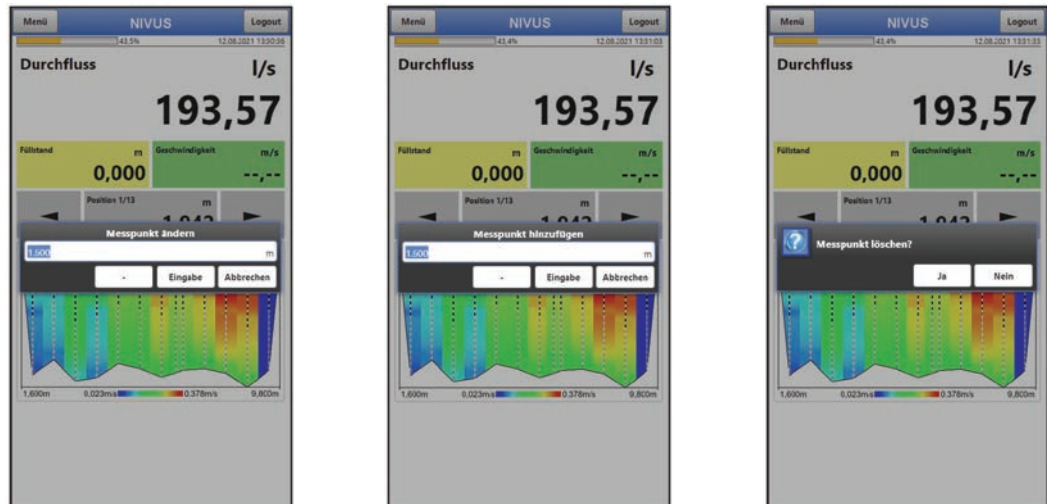 Menü NIVUS Logout
43,5% 12.08.2021 13:30:56
Durchfluss l/s
193,57
Füllstand m Geschwindigkeit m/s
0,000 --,--
Position 1/13 m
◄ ►
Messpunkt ändern
1.600 m
- Eingabe Abbrechen
1,600m 0,023m/s 0.378m/s 9,800m
Menü NIVUS Logout
43,4% 12.08.2021 13:31:03
Durchfluss l/s
193,57
Füllstand m Geschwindigkeit m/s
0,000 --,--
Position 1/13 m
◄ ►
Messpunkt hinzufügen
1.600 m
- Eingabe Abbrechen
1,600m 0,023m/s 0.378m/s 9,800m
Menü NIVUS Logout
43,4% 12.08.2021 13:31:33
Durchfluss l/s
193,57
Füllstand m Geschwindigkeit m/s
0,000 --,--
Position 1/13 m
◄ ►
Messpunkt löschen?
Ja Nein
1,600m 0,023m/s 0.378m/s 9,800m